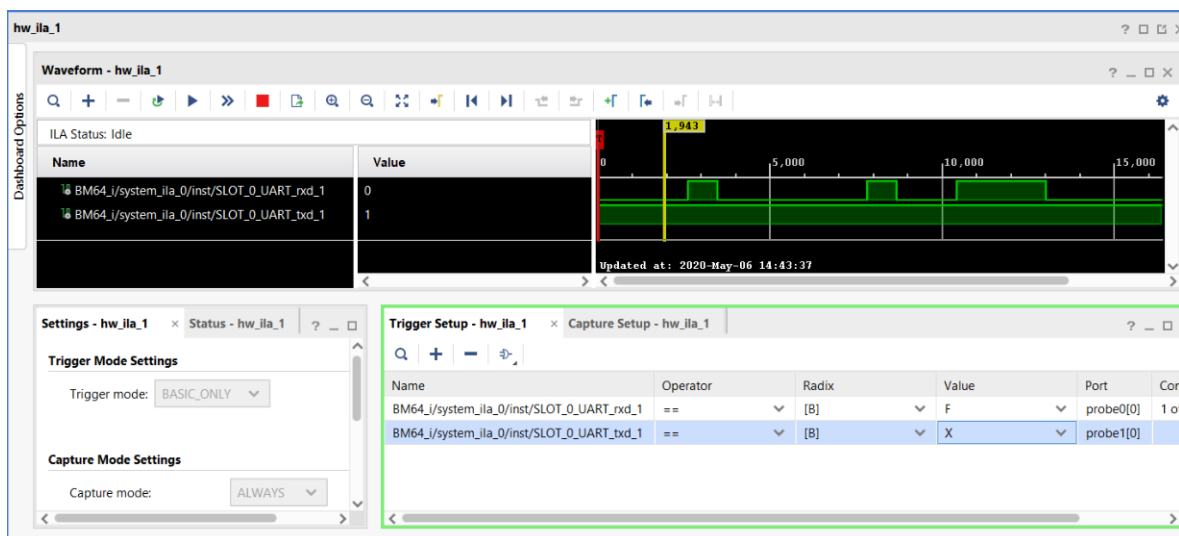 hw_ila_1
Dashboard Options
Waveform - hw_ila_1
ILA Status: Idle
Name Value
BM64_i/system_ila_0/inst/SLOT_0_UART_rxd_1 0
BM64_i/system_ila_0/inst/SLOT_0_UART_txd_1 1
1,943
T
0 5,000 10,000 15,000
Updated at: 2020-May-06 14:43:37
Settings - hw_ila_1 Status - hw_ila_1
Trigger Mode Settings
Trigger mode: BASIC_ONLY
Capture Mode Settings
Capture mode: ALWAYS
Trigger Setup - hw_ila_1 Capture Setup - hw_ila_1
Name Operator Radix Value Port Cor
BM64_i/system_ila_0/inst/SLOT_0_UART_rxd_1 == [B] F probe0[0] 1 o
BM64_i/system_ila_0/inst/SLOT_0_UART_txd_1 == [B] X probe1[0]